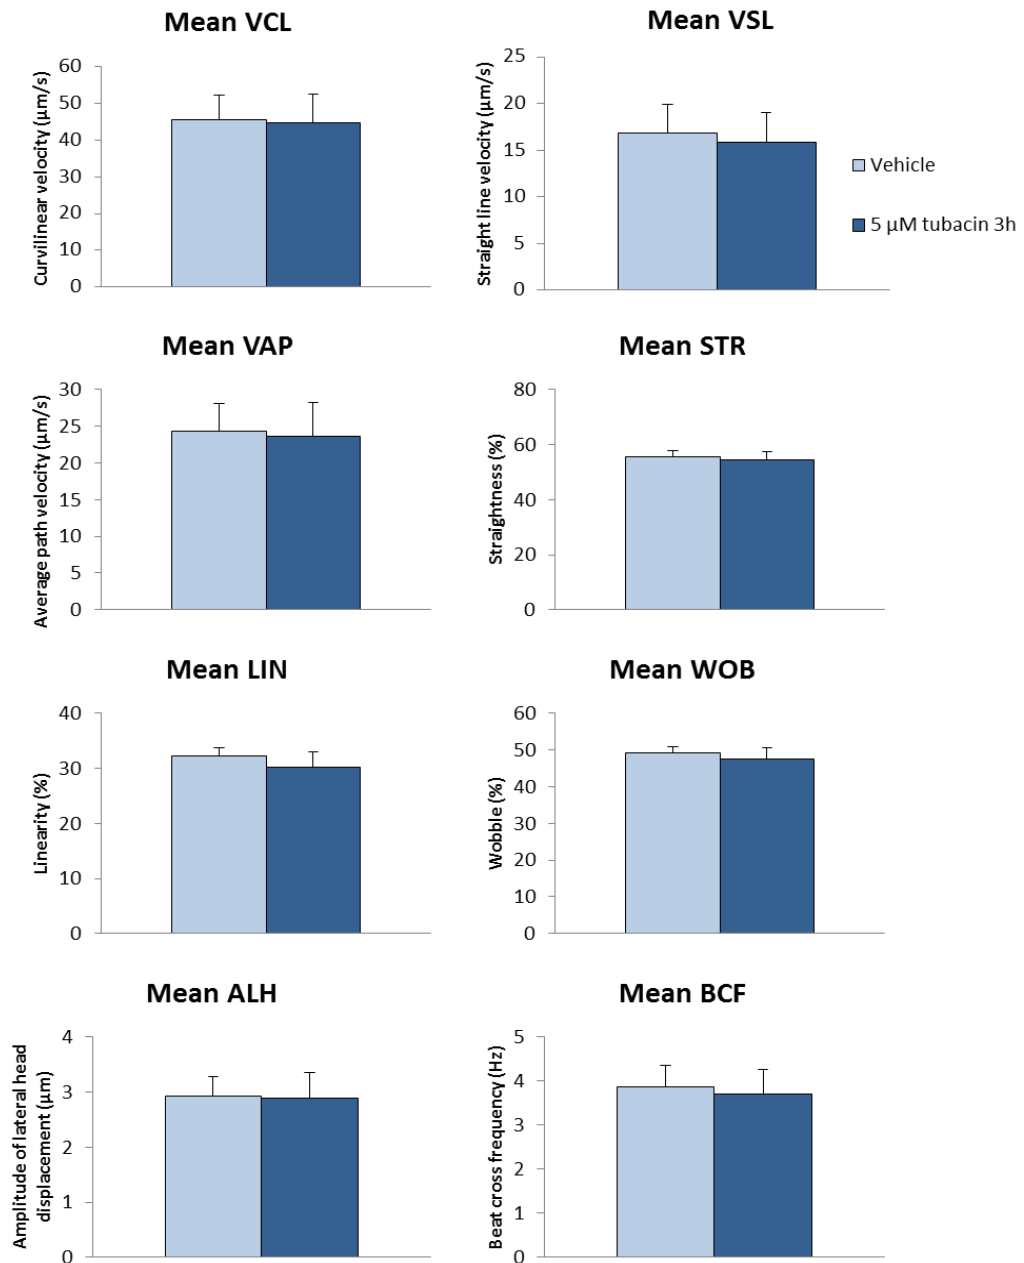 Mean VCL
Curvilinear velocity (µm/s)
60
50
40
30
20
10
0
Mean VSL
Straight line velocity (µm/s)
25
20
15
10
5
0
Vehicle
5 µM tubacin 3h
Mean VAP
Average path velocity (µm/s)
30
25
20
15
10
5
0
Mean STR
Straightness (%)
80
60
40
20
0
Mean LIN
Linearity (%)
40
30
20
10
0
Mean WOB
Wobble (%)
60
50
40
30
20
10
0
Mean ALH
Amplitude of lateral head
displacement (µm)
4
3
2
1
0
Mean BCF
Beat cross frequency (Hz)
5
4
3
2
1
0